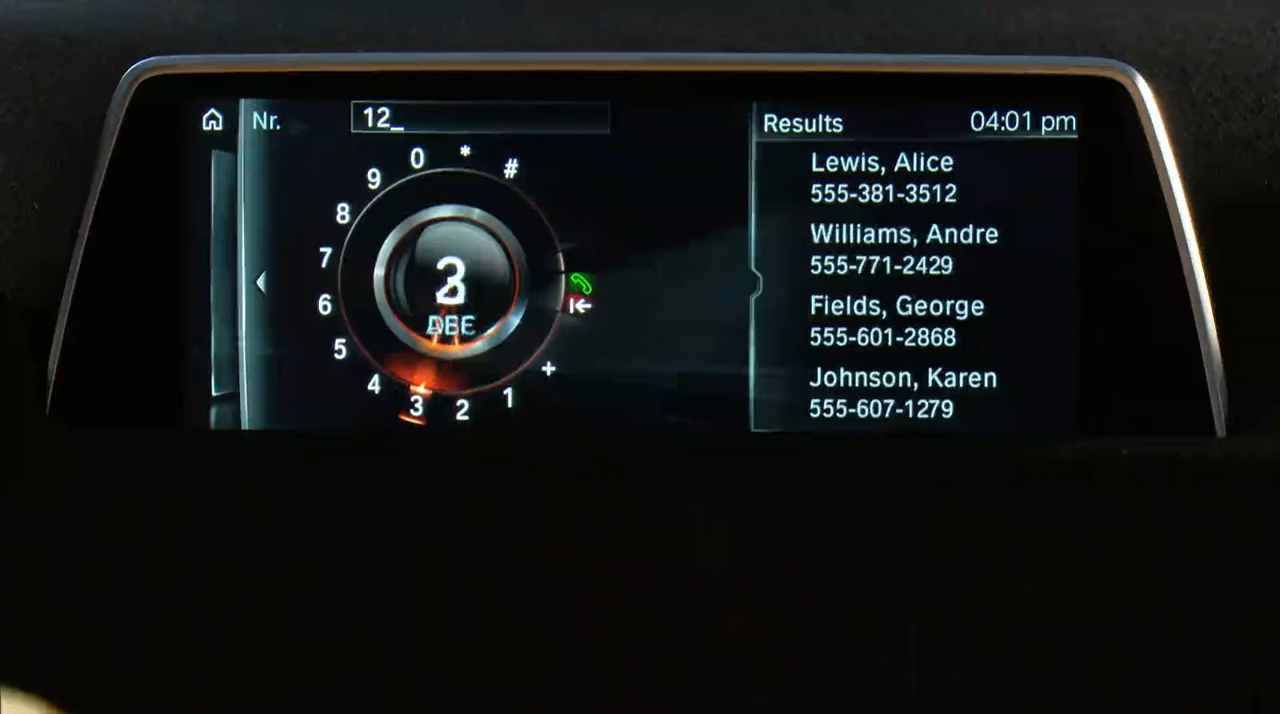 Nr.
12_
0
*
#
9
8
7
6
5
4
3
2
1
+
3
Results
04:01 pm
Lewis, Alice
555-381-3512
Williams, Andre
555-771-2429
Fields, George
555-601-2868
Johnson, Karen
555-607-1279